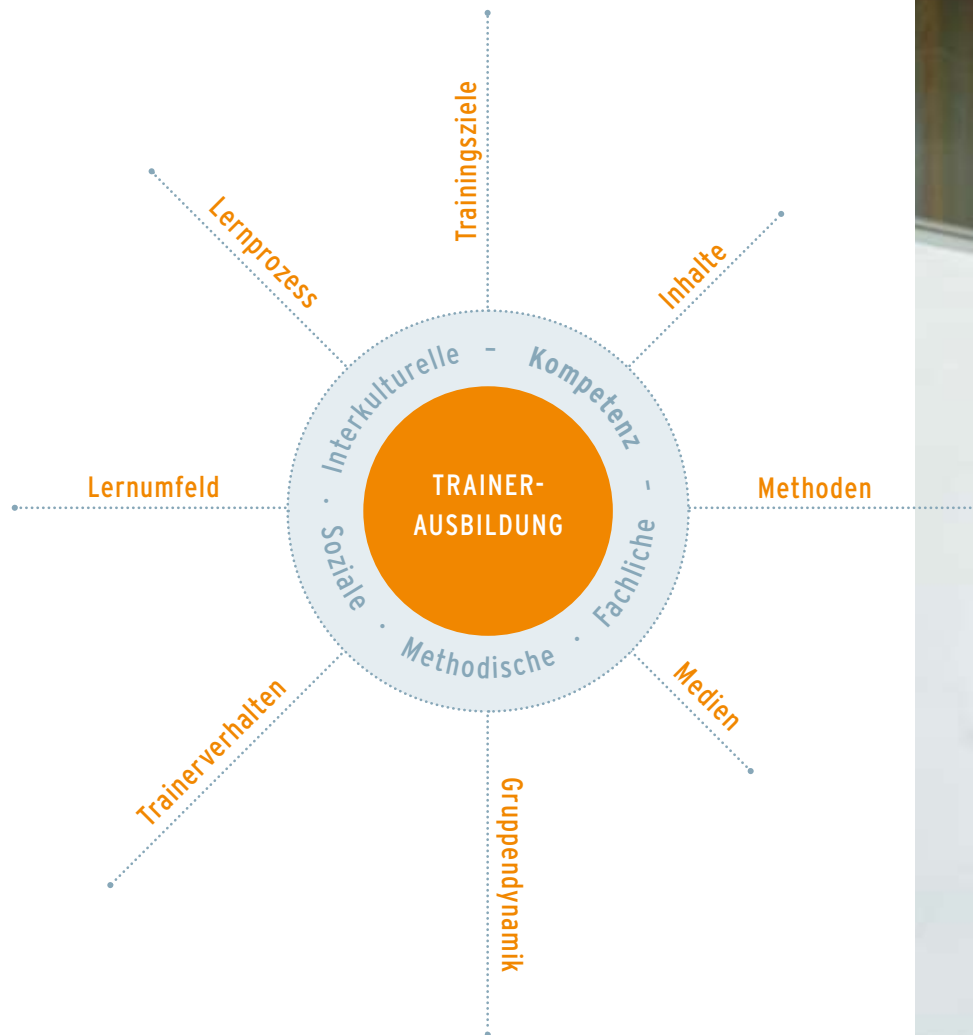 Trainingsziele
Inhalte
Methoden
Medien
Gruppendynamik
Trainerverhalten
Lernumfeld
Lernprozess
Soziale · Interkulturelle – Kompetenz – Fachliche · Methodische ·
TRAINER-
AUSBILDUNG